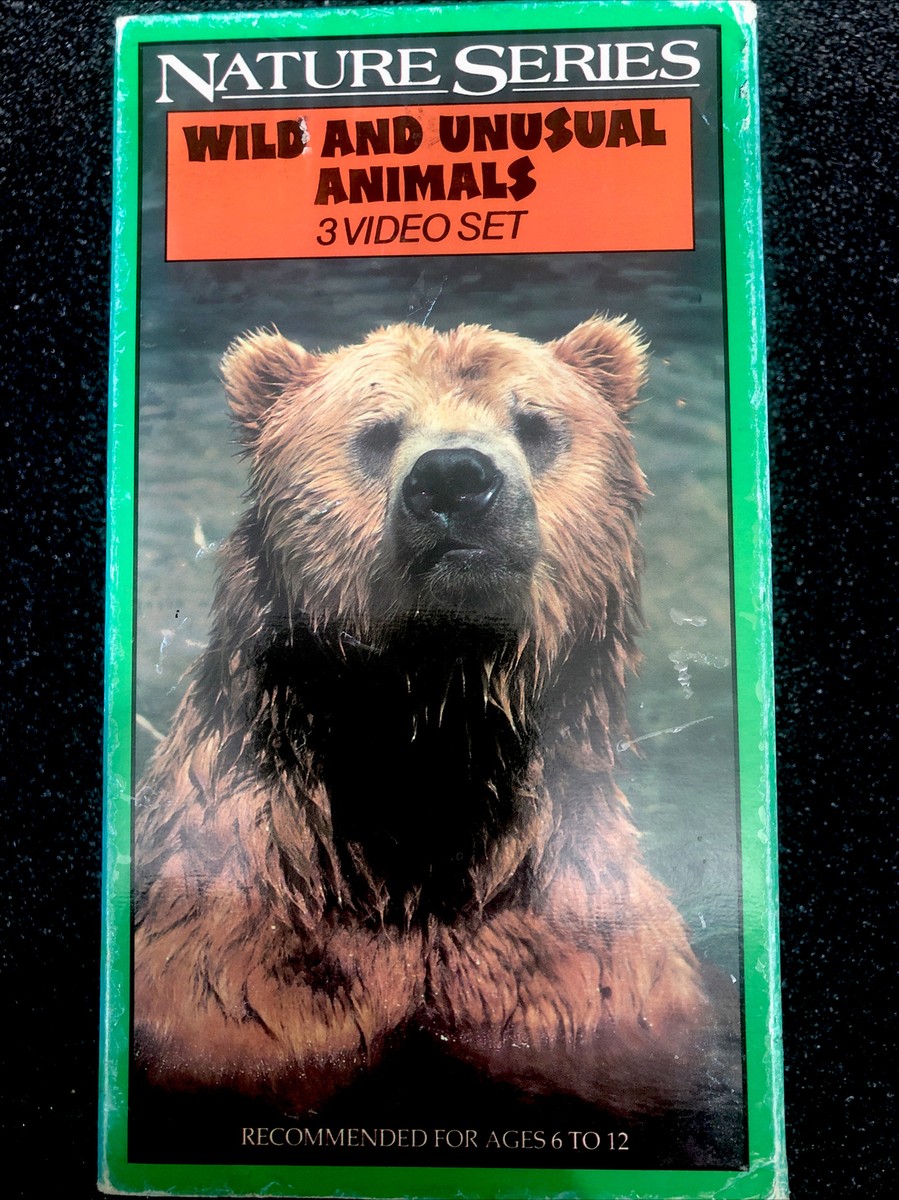 NATURE SERIES
WILD AND UNUSUAL
ANIMALS
3 VIDEO SET
RECOMMENDED FOR AGES 6 TO 12